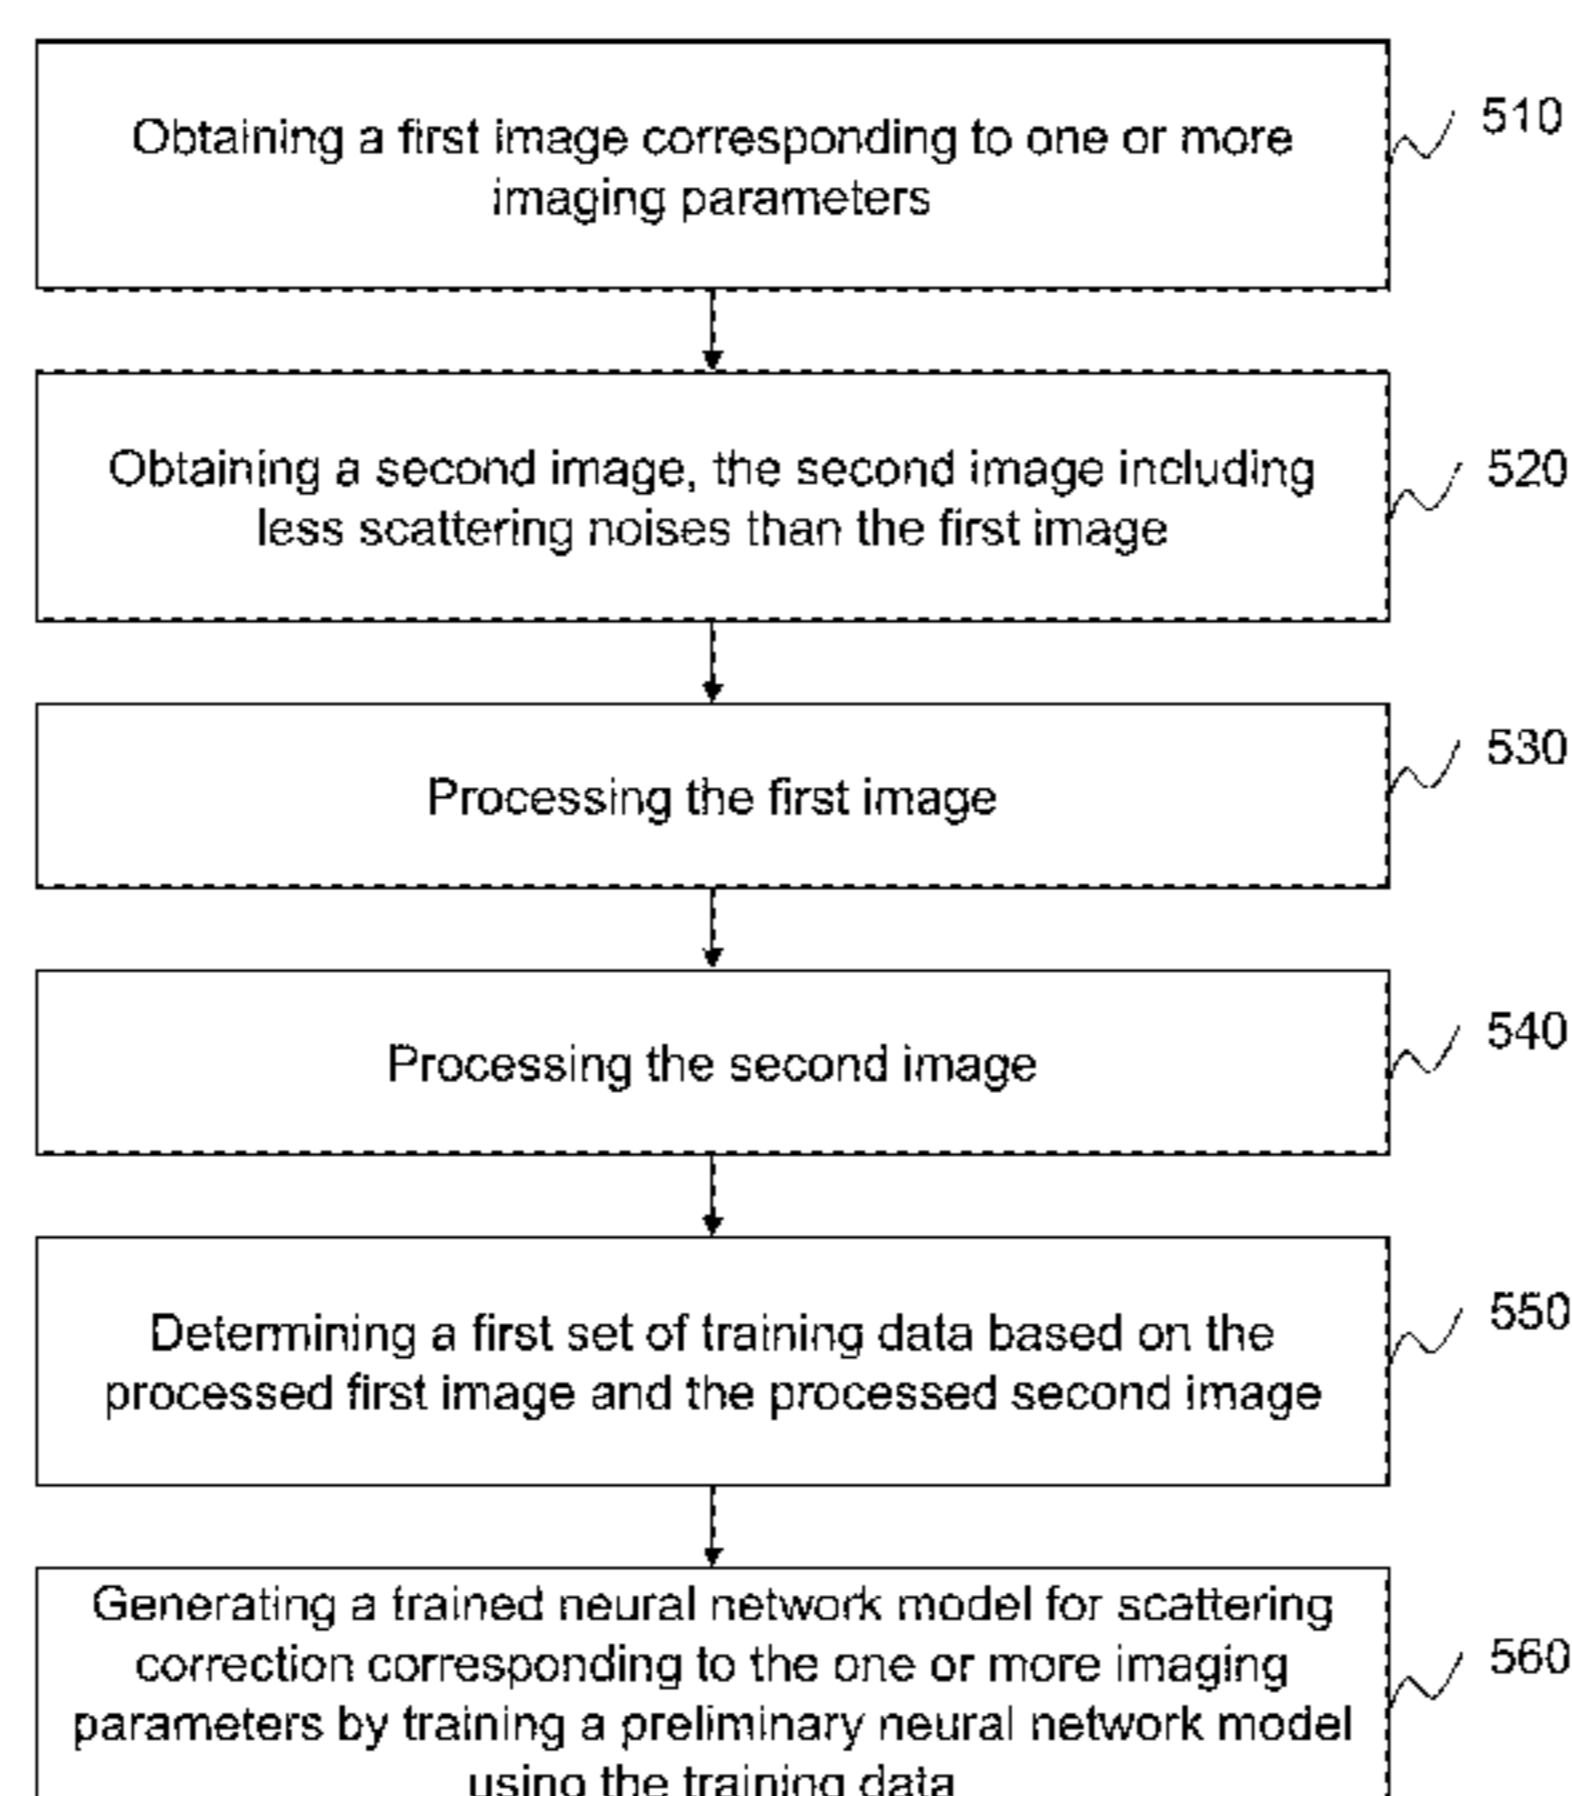 Obtaining a first image corresponding to one or more
imaging parameters
510
Obtaining a second image, the second image including
less scattering noises than the first image
520
Processing the first image
530
Processing the second image
540
Determining a first set of training data based on the
processed first image and the processed second image
550
Generating a trained neural network model for scattering
correction corresponding to the one or more imaging
parameters by training a preliminary neural network model
using the training data
560